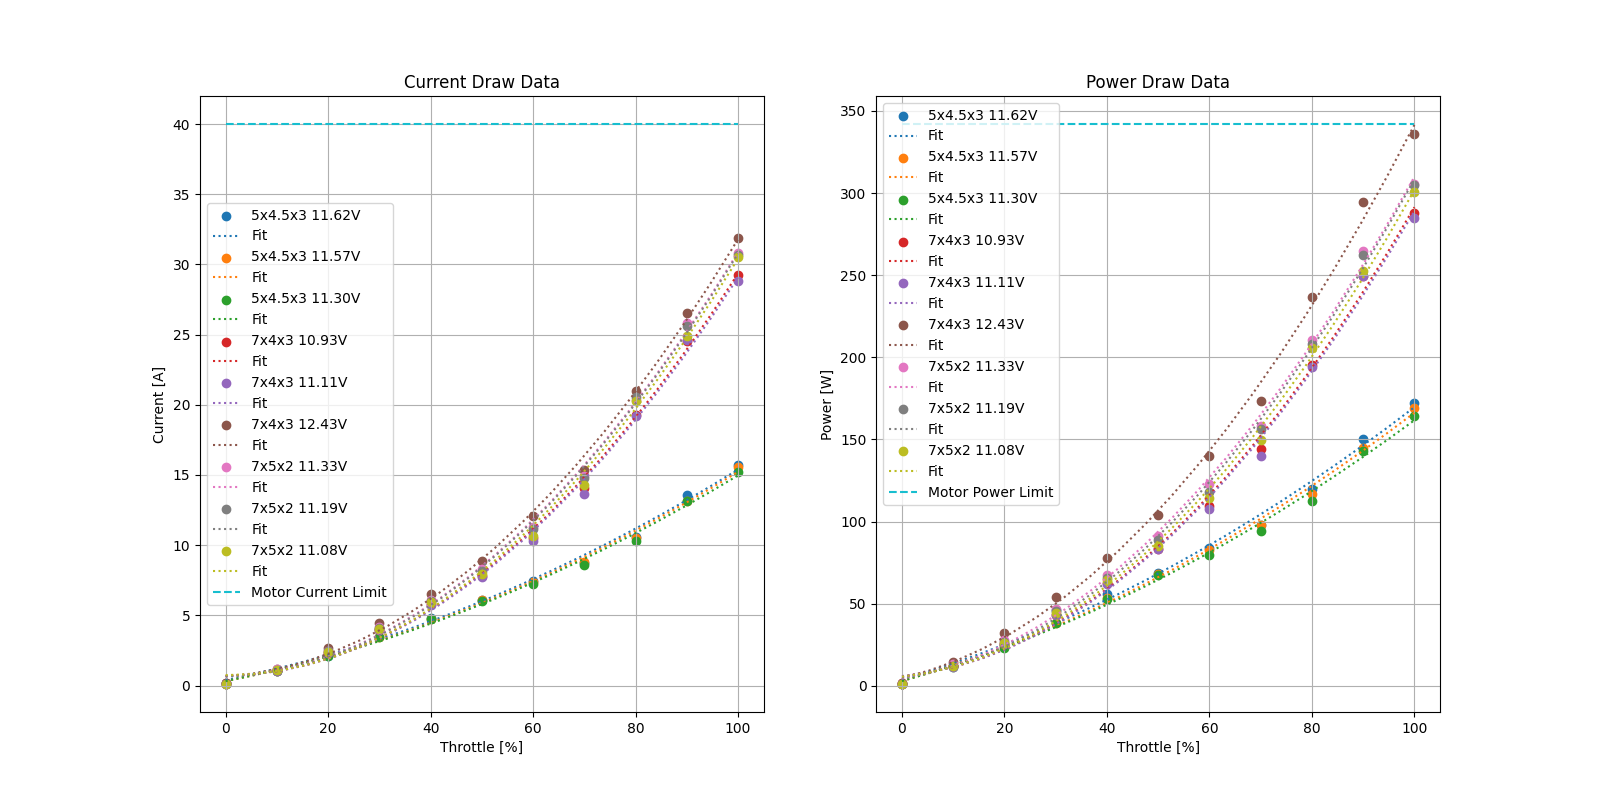 Current Draw Data
40
35
30
25
20
15
10
5
0
Current [A]
5x4.5x3 11.62V
Fit
5x4.5x3 11.57V
Fit
5x4.5x3 11.30V
Fit
7x4x3 10.93V
Fit
7x4x3 11.11V
Fit
7x4x3 12.43V
Fit
7x5x2 11.33V
Fit
7x5x2 11.19V
Fit
7x5x2 11.08V
Fit
Motor Current Limit
0 20 40 60 80 100
Throttle [%]
Power Draw Data
350
300
250
200
150
100
50
0
Power [W]
5x4.5x3 11.62V
Fit
5x4.5x3 11.57V
Fit
5x4.5x3 11.30V
Fit
7x4x3 10.93V
Fit
7x4x3 11.11V
Fit
7x4x3 12.43V
Fit
7x5x2 11.33V
Fit
7x5x2 11.19V
Fit
7x5x2 11.08V
Fit
Motor Power Limit
0 20 40 60 80 100
Throttle [%]